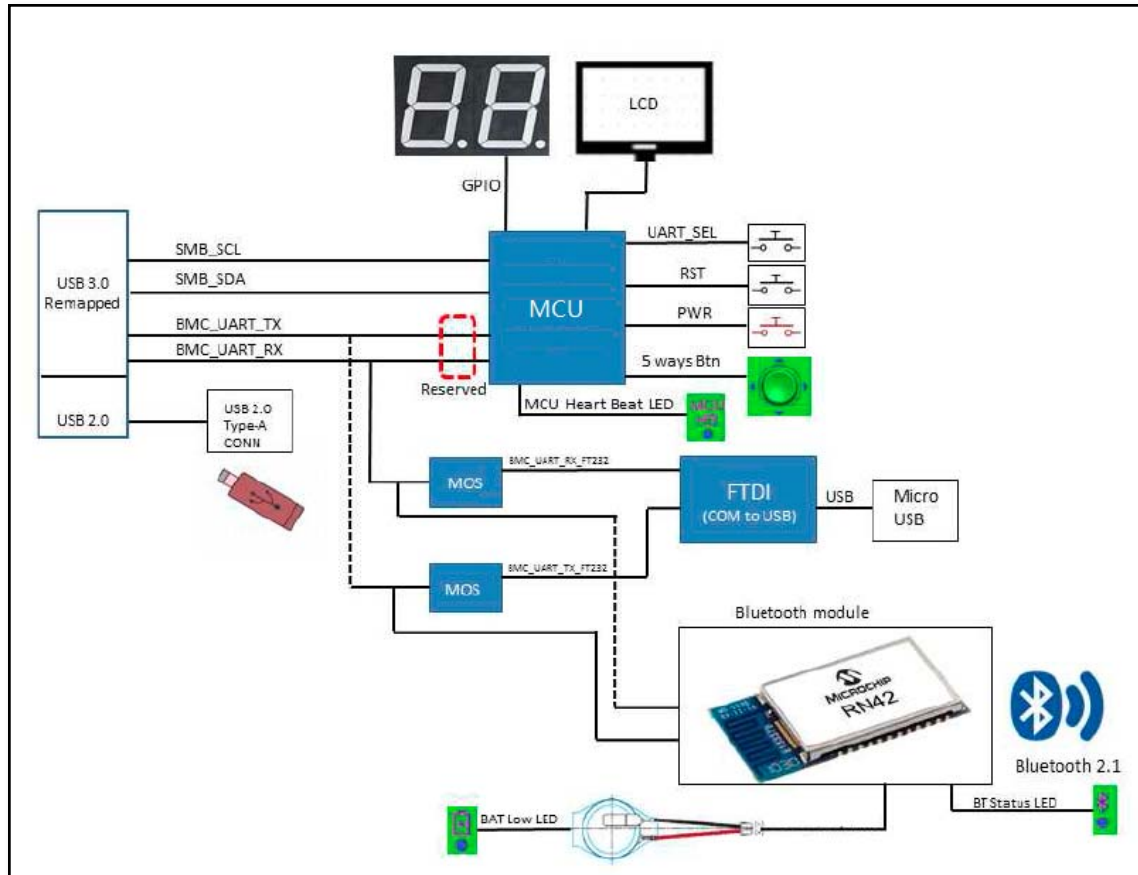 LCD
GPIO
UART_SEL
SMB_SCL
RST
USB 3.0
Remapped
SMB_SDA
MCU
PWR
BMC_UART_TX
BMC_UART_RX
5 ways Btn
Reserved
MCU Heart Beat LED
USB 2.0
USB 2.0
Type-A
CONN
BMC_UART_RX_FT232
MOS
FTDI
(COM to USB)
USB
Micro
USB
BMC_UART_TX_FT232
MOS
Bluetooth module
MICROCHIP
RN42
Bluetooth 2.1
BT Status LED
BAT Low LED